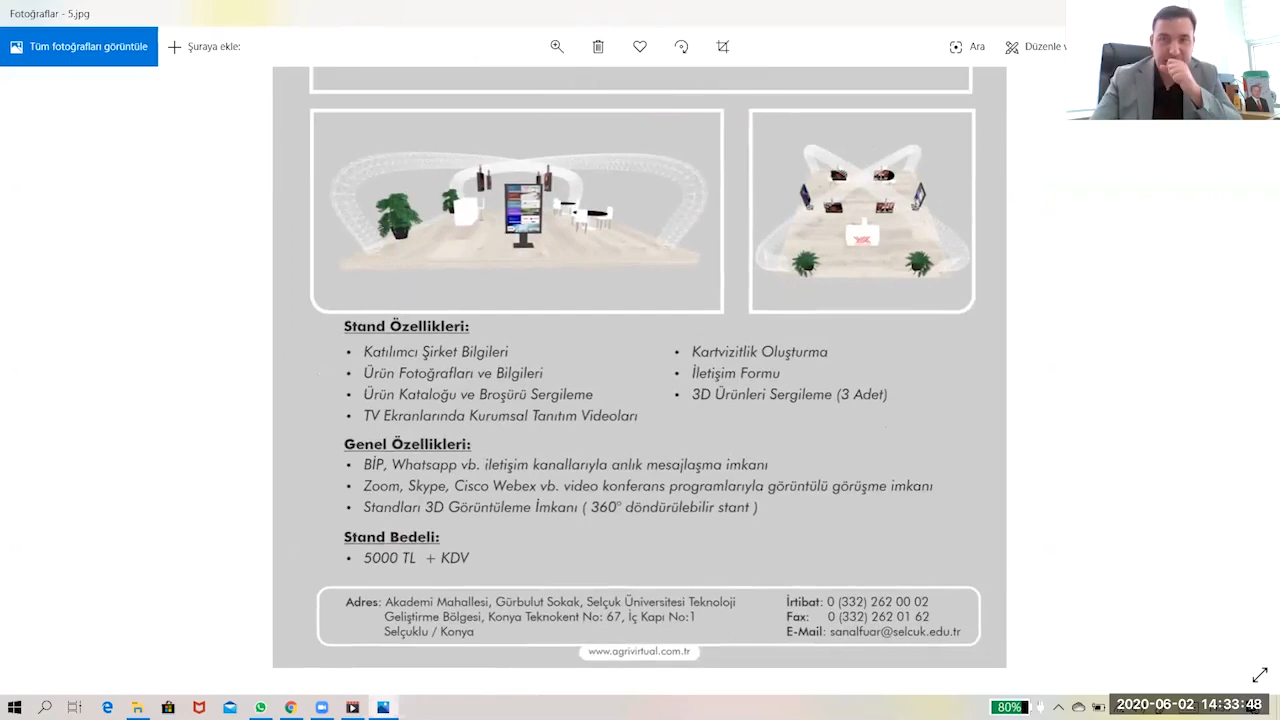 Fotoğraflar - 5.jpg
Tüm fotoğrafları görüntüle
Şuraya ekle:
Ara
Düzenle
Stand Özellikleri:
• Katılımcı Şirket Bilgileri
• Ürün Fotoğrafları ve Bilgileri
• Ürün Kataloğu ve Broşürü Sergileme
• TV Ekranlarında Kurumsal Tanıtım Videoları
• Kartvizitlik Oluşturma
• İletişim Formu
• 3D Ürünleri Sergileme (3 Adet)
Genel Özellikleri:
• BİP, Whatsapp vb. iletişim kanallarıyla anlık mesajlaşma imkanı
• Zoom, Skype, Cisco Webex vb. video konferans programlarıyla görüntülü görüşme imkanı
• Standları 3D Görüntüleme İmkanı ( 360° döndürülebilir stant )
Stand Bedeli:
• 5000 TL + KDV
Adres: Akademi Mahallesi, Gürbulut Sokak, Selçuk Üniversitesi Teknoloji
Geliştirme Bölgesi, Konya Teknokent No: 67, İç Kapı No:1
Selçuklu / Konya
İrtibat: 0 (332) 262 00 02
Fax: 0 (332) 262 01 62
E-Mail: sanalfuar@selcuk.edu.tr
www.agrivirtual.com.tr
80%
2020-06-02 14:33:48